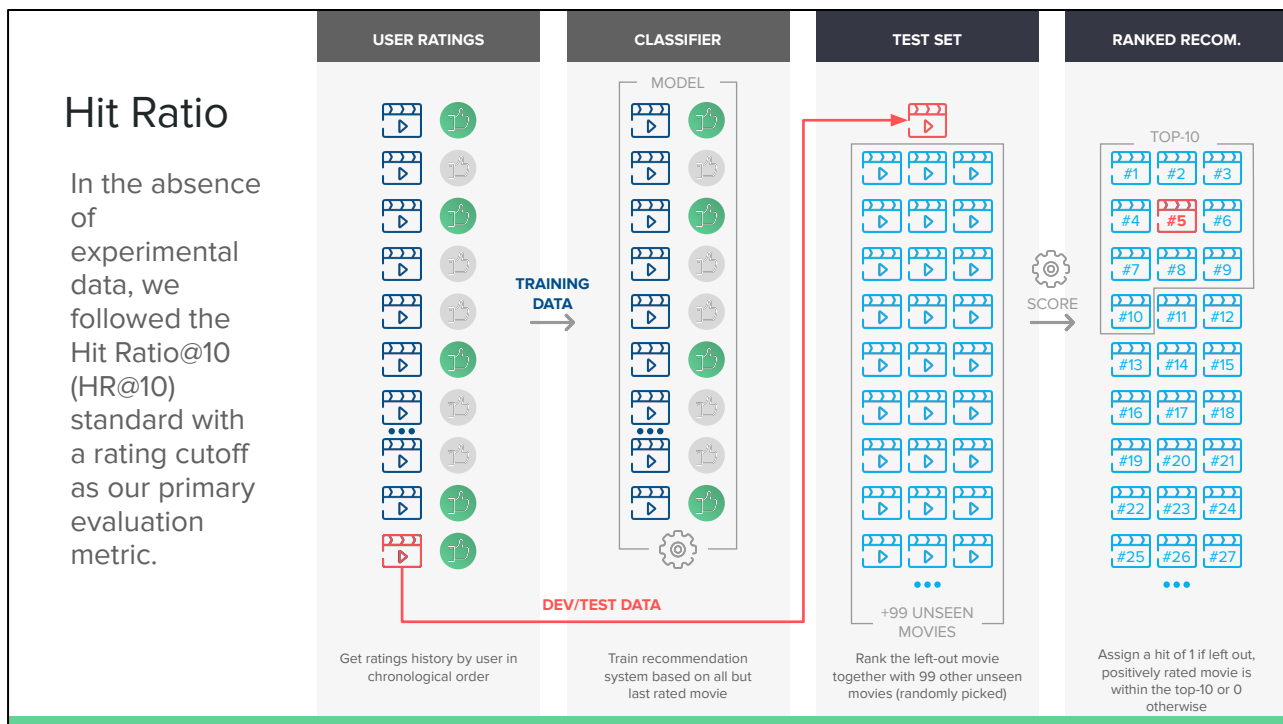 Hit Ratio
In the absence
of
experimental
data, we
followed the
Hit Ratio@10
(HR@10)
standard with
a rating cutoff
as our primary
evaluation
metric.
USER RATINGS
Get ratings history by user in
chronological order
TRAINING
DATA
CLASSIFIER
MODEL
Train recommendation
system based on all but
last rated movie
DEV/TEST DATA
TEST SET
+99 UNSEEN
MOVIES
Rank the left-out movie
together with 99 other unseen
movies (randomly picked)
SCORE
RANKED RECOM.
TOP-10
#1 #2 #3
#4 #5 #6
#7 #8 #9
#10 #11 #12
#13 #14 #15
#16 #17 #18
#19 #20 #21
#22 #23 #24
#25 #26 #27
Assign a hit of 1 if left out,
positively rated movie is
within the top-10 or 0
otherwise